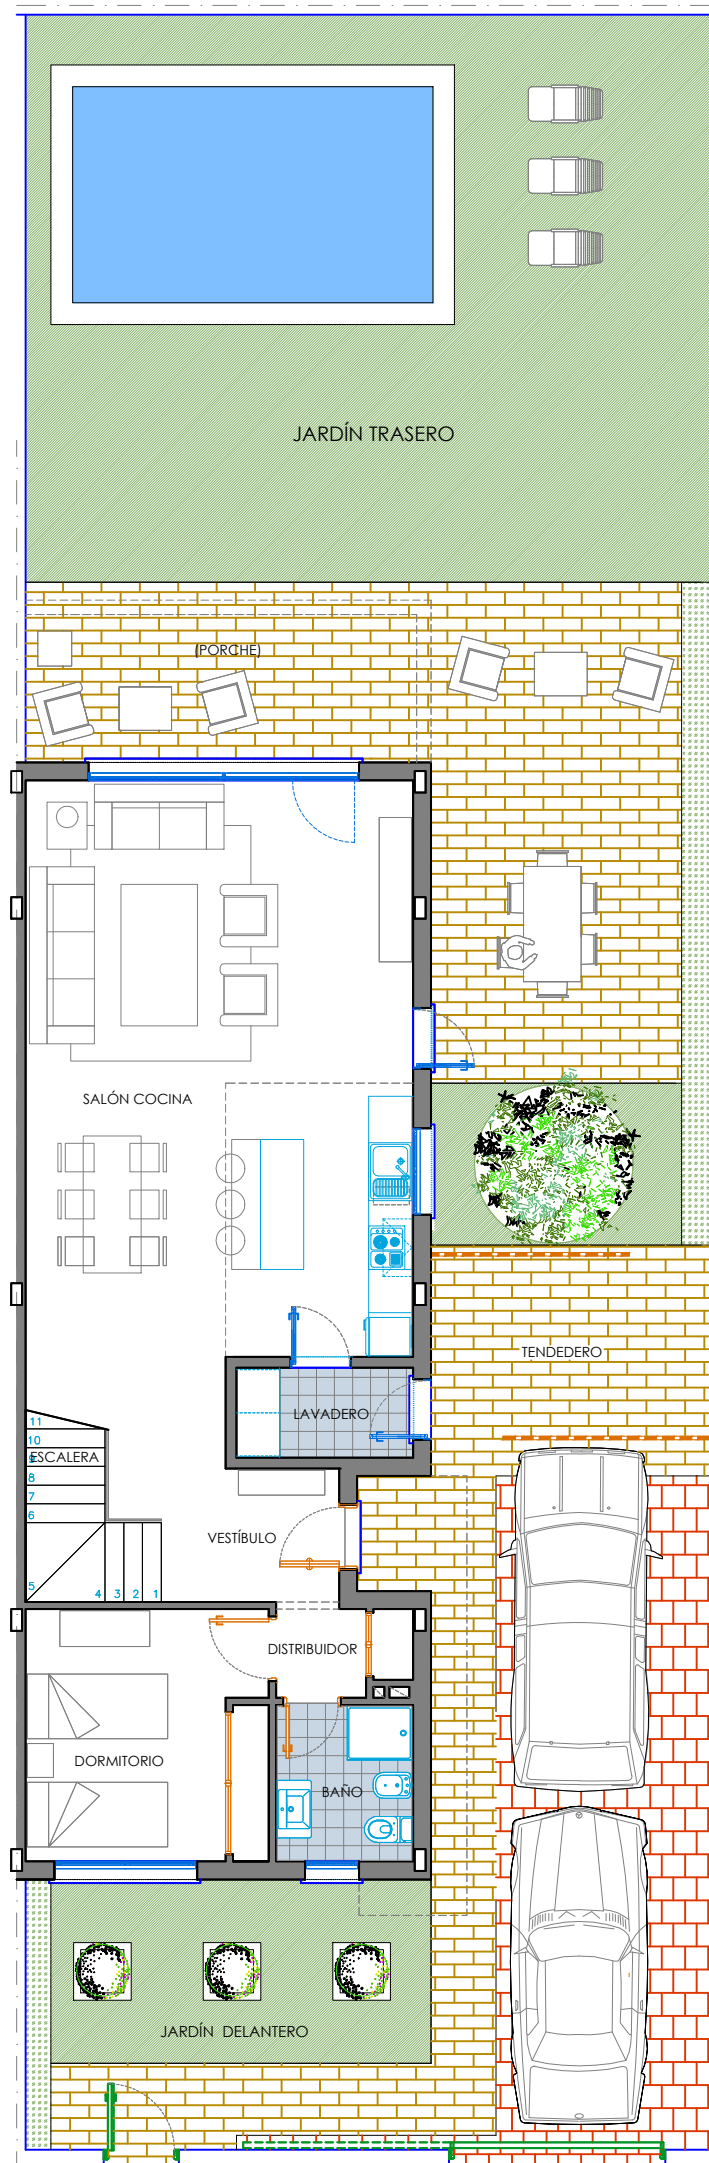 JARDÍN TRASERO
(PORCHE)
SALÓN COCINA
TENDEDERO
LAVADERO
11
10
ESCALERA
9
8
7
6
5
4
3
2
1
VESTÍBULO
DISTRIBUIDOR
DORMITORIO
BAÑO
JARDÍN DELANTERO